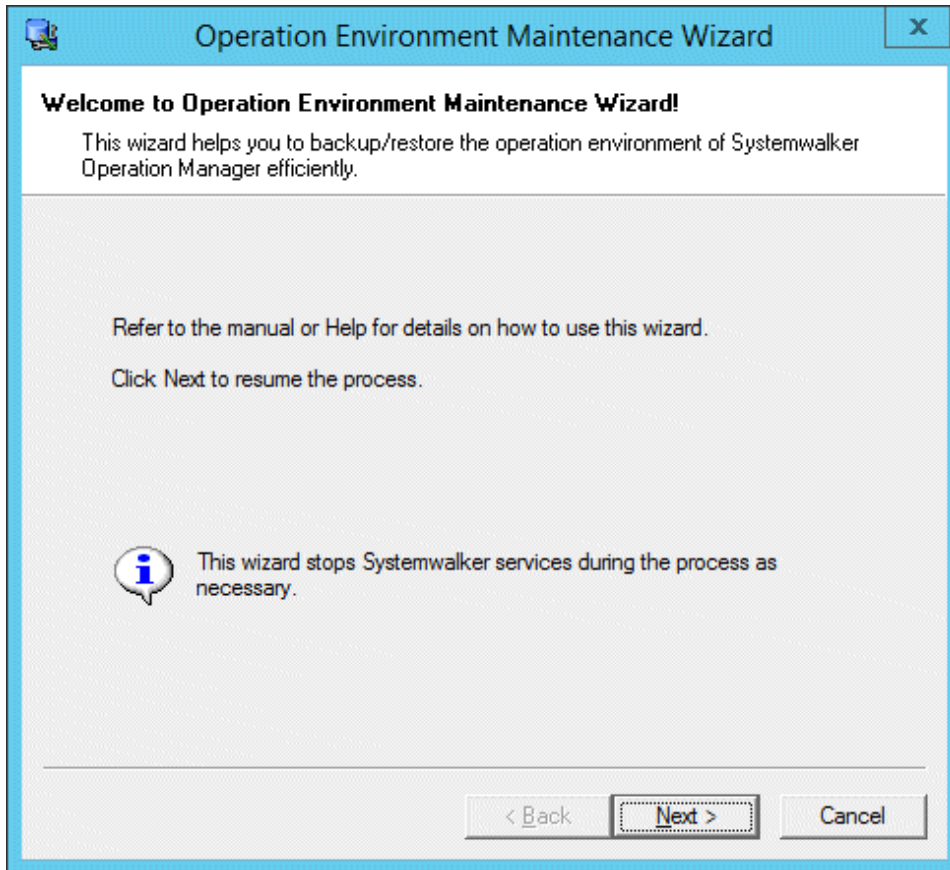 Operation Environment Maintenance Wizard
x
Welcome to Operation Environment Maintenance Wizard!
This wizard helps you to backup/restore the operation environment of Systemwalker
Operation Manager efficiently.
Refer to the manual or Help for details on how to use this wizard.
Click Next to resume the process.
This wizard stops Systemwalker services during the process as
necessary.
< Back Next > Cancel